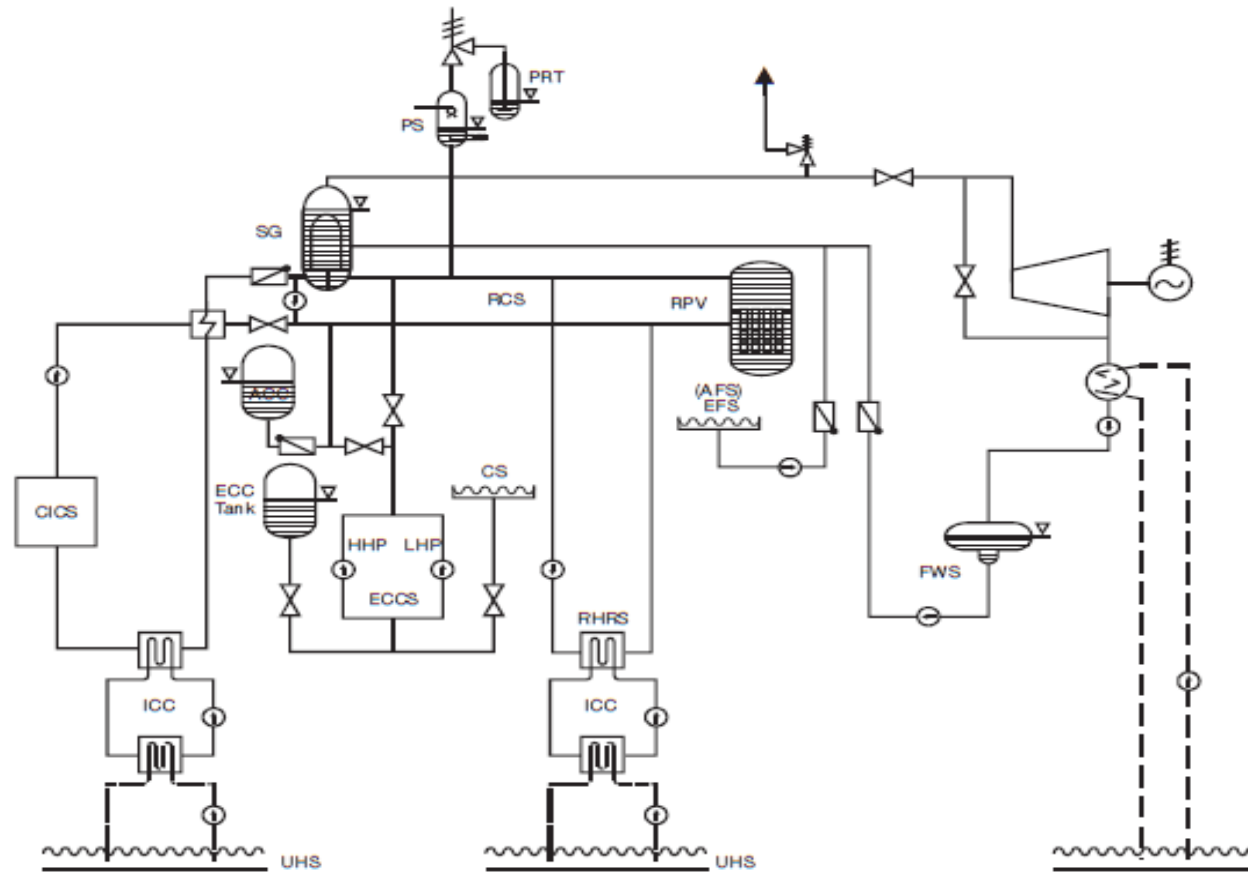 PRT
PS
SG
RCS
RPV
ACC
(AFS)
EFS
ECC
Tank
CS
CICS
HHP
LHP
FWS
ECCS
RHRS
ICC
ICC
UHS
UHS